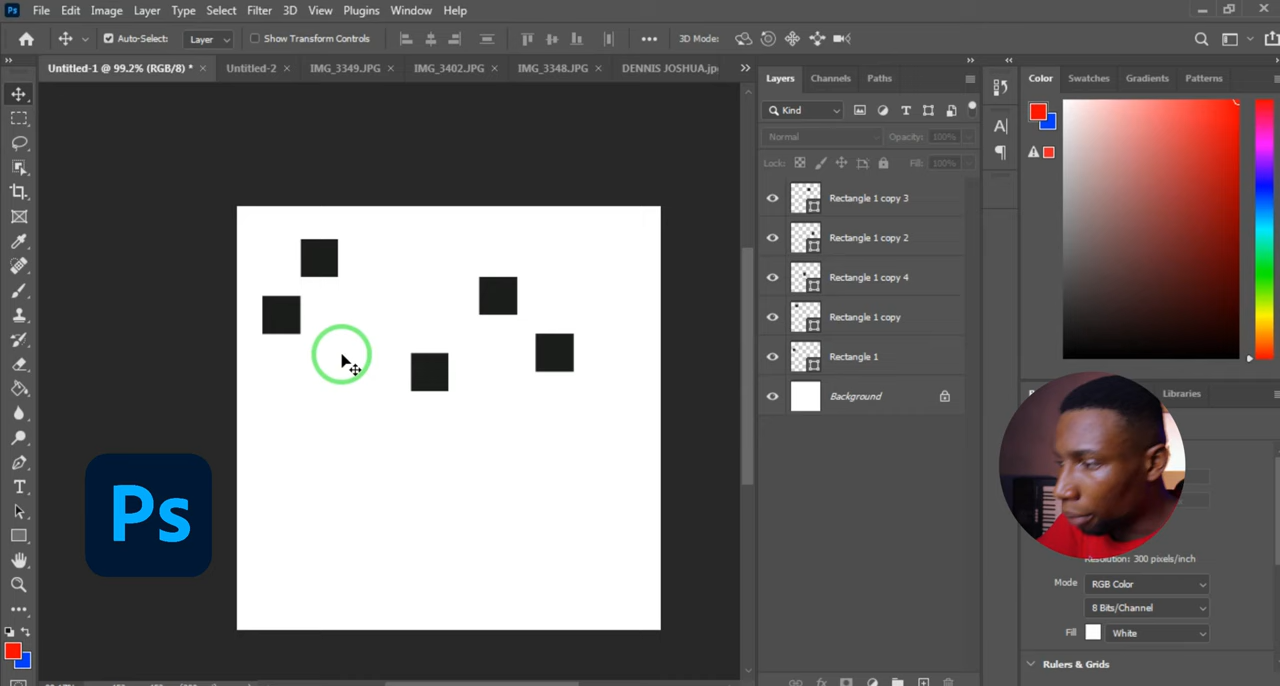 Ps File Edit Image Layer Type Select Filter 3D View Plugins Window Help
Auto-Select: Layer Show Transform Controls 3D Mode:
Untitled-1 @ 99.2% (RGB/8) * × Untitled-2 × IMG_3349.JPG × IMG_3402.JPG × IMG_3348.JPG × DENNIS JOSHUA.jp
Layers Channels Paths
Color Swatches Gradients Patterns
Kind
Normal Opacity: 100%
Lock: Fill: 100%
Rectangle 1 copy 3
Rectangle 1 copy 2
Rectangle 1 copy 4
Rectangle 1 copy
Rectangle 1
Background
Libraries
Ps
Resolution: 300 pixels/inch
Mode RGB Color
8 Bits/Channel
Fill White
Rulers & Grids